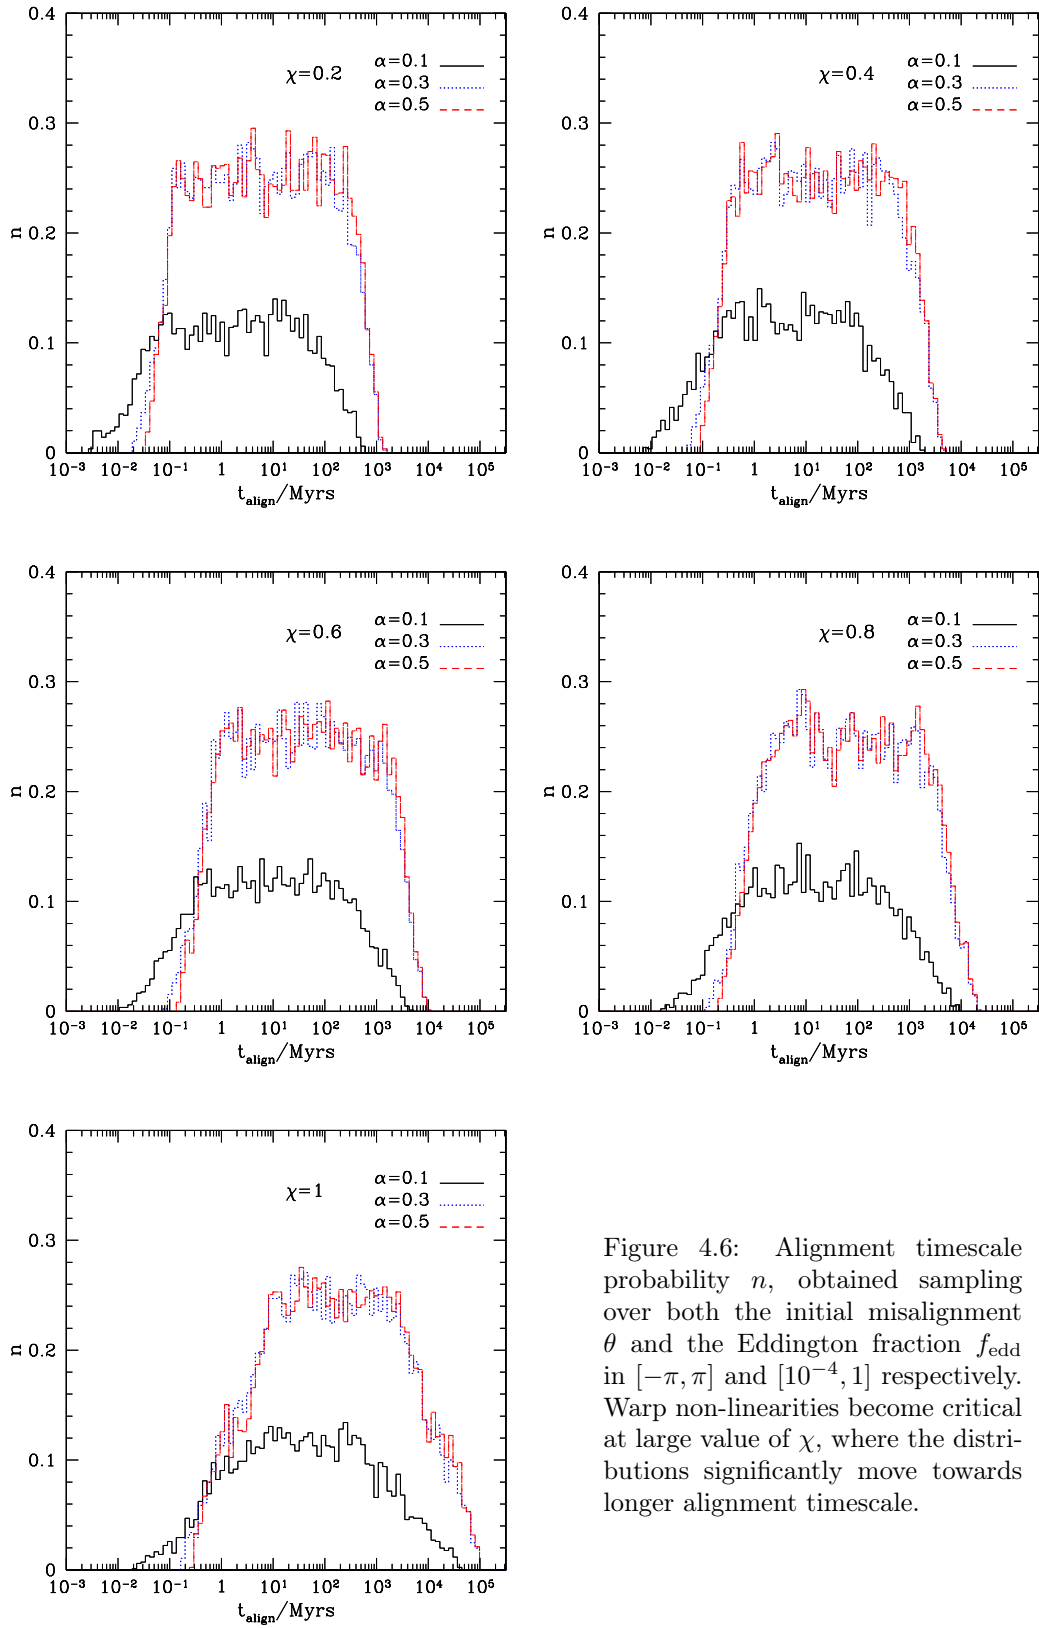 0.4
0.3
0.2
0.1
0
n
χ=0.2
α=0.1
α=0.3
α=0.5
10⁻³ 10⁻² 10⁻¹ 1 10¹ 10² 10³ 10⁴ 10⁵
t_align/Myrs
0.4
0.3
0.2
0.1
0
n
χ=0.4
α=0.1
α=0.3
α=0.5
10⁻³ 10⁻² 10⁻¹ 1 10¹ 10² 10³ 10⁴ 10⁵
t_align/Myrs
0.4
0.3
0.2
0.1
0
n
χ=0.6
α=0.1
α=0.3
α=0.5
10⁻³ 10⁻² 10⁻¹ 1 10¹ 10² 10³ 10⁴ 10⁵
t_align/Myrs
0.4
0.3
0.2
0.1
0
n
χ=0.8
α=0.1
α=0.3
α=0.5
10⁻³ 10⁻² 10⁻¹ 1 10¹ 10² 10³ 10⁴ 10⁵
t_align/Myrs
0.4
0.3
0.2
0.1
0
n
χ=1
α=0.1
α=0.3
α=0.5
10⁻³ 10⁻² 10⁻¹ 1 10¹ 10² 10³ 10⁴ 10⁵
t_align/Myrs
Figure 4.6: Alignment timescale
probability n, obtained sampling
over both the initial misalignment
θ and the Eddington fraction f_edd
in [−π, π] and [10⁻⁴, 1] respectively.
Warp non-linearities become critical
at large value of χ, where the distri-
butions significantly move towards
longer alignment timescale.